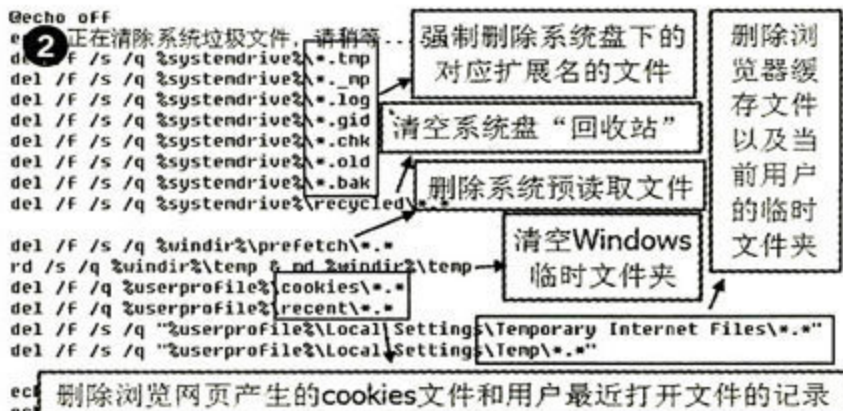 @echo off
2
正在清除系统垃圾文件，请稍等...
del /f /s /q %systemdrive%\*.tmp
del /f /s /q %systemdrive%\*._mp
del /f /s /q %systemdrive%\*.log
del /f /s /q %systemdrive%\*.gid
del /f /s /q %systemdrive%\*.chk
del /f /s /q %systemdrive%\*.old
del /f /s /q %systemdrive%\*.bak
del /f /s /q %systemdrive%\recycled\*.*
del /f /s /q %windir%\prefetch\*.*
rd /s /q %windir%\temp & md %windir%\temp
del /f /q %userprofile%\cookies\*.*
del /f /q %userprofile%\recent\*.*
del /f /s /q "%userprofile%\Local Settings\Temporary Internet Files\*.*"
del /f /s /q "%userprofile%\Local Settings\Temp\*.*"
强制删除系统盘下的
对应扩展名的文件
清空系统盘“回收站”
删除系统预读取文件
清空Windows
临时文件夹
删除浏
览器缓
存文件
以及当
前用户
的临时
文件夹
删除浏览网页产生的cookies文件和用户最近打开文件的记录